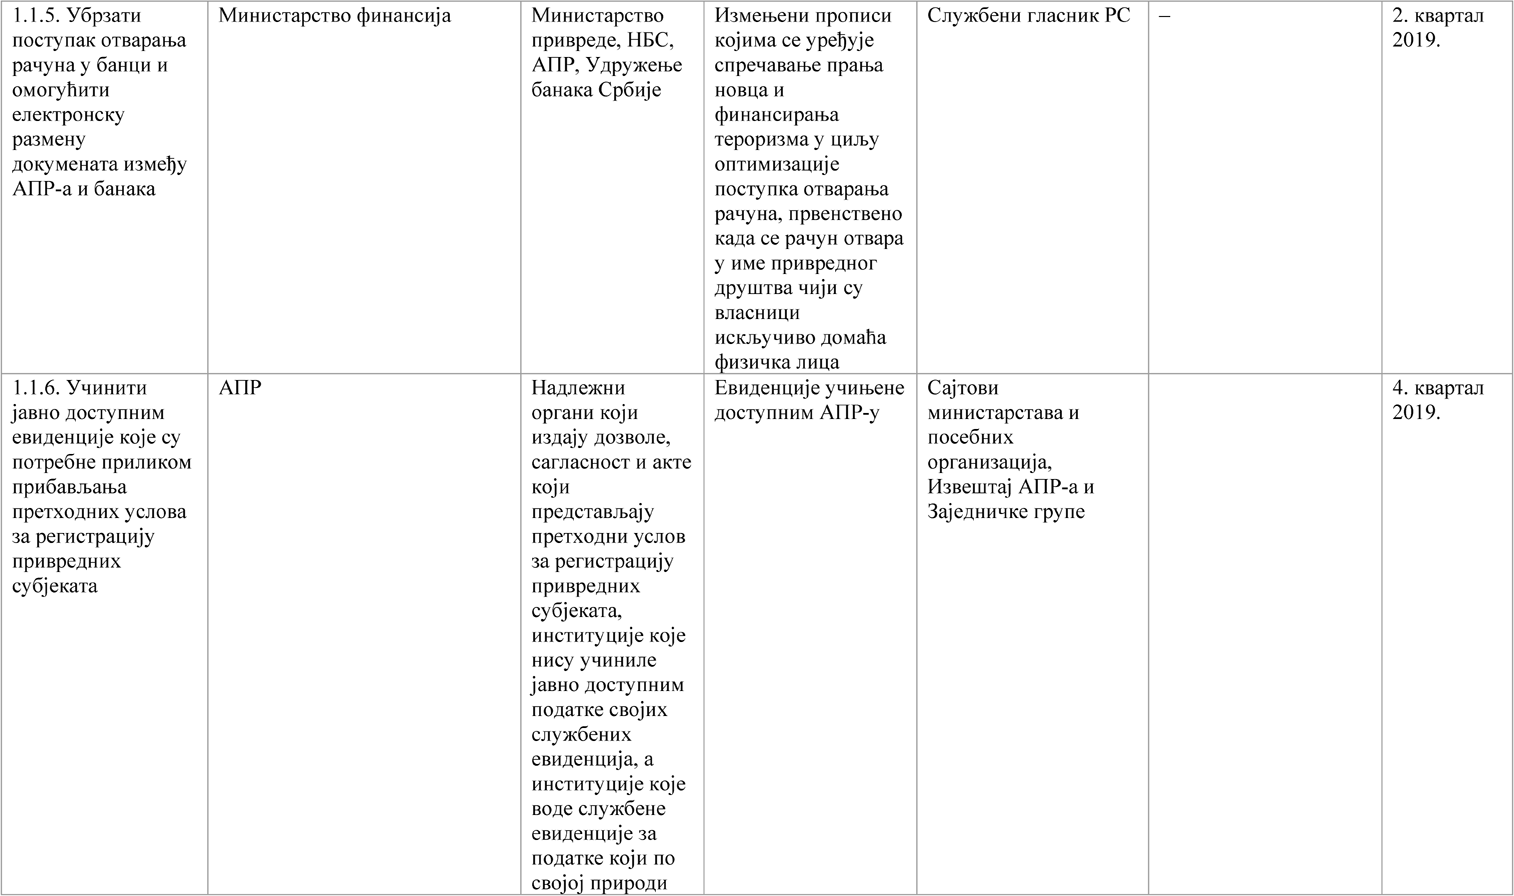 1.1.5. Убрзати
поступак отварања
рачуна у банци и
омогућити
електронску
размену
докумената између
АПР-а и банака
Министарство финансија
Министарство
привреде, НБС,
АПР, Удружење
банака Србије
Измењени прописи
којима се уређује
спречавање прања
новца и
финансирања
тероризма у циљу
оптимизације
поступка отварања
рачуна, првенствено
када се рачун отвара
у име привредног
друштва чији су
власници
искључиво домаћа
физичка лица
Службени гласник РС
–
2. квартал
2019.
1.1.6. Учинити
јавно доступним
евиденције које су
потребне приликом
прибављања
претходних услова
за регистрацију
привредних
субјеката
АПР
Надлежни
органи који
издају дозволе,
сагласност и акте
који
представљају
претходни услов
за регистрацију
привредних
субјеката,
институције које
нису учиниле
јавно доступним
податке својих
службених
евиденција, а
институције које
воде службене
евиденције за
податке који по
својој природи
Евиденције учињене
доступним АПР-у
Сајтови
министарстава и
посебних
организација,
Извештај АПР-а и
Заједничке групе
4. квартал
2019.